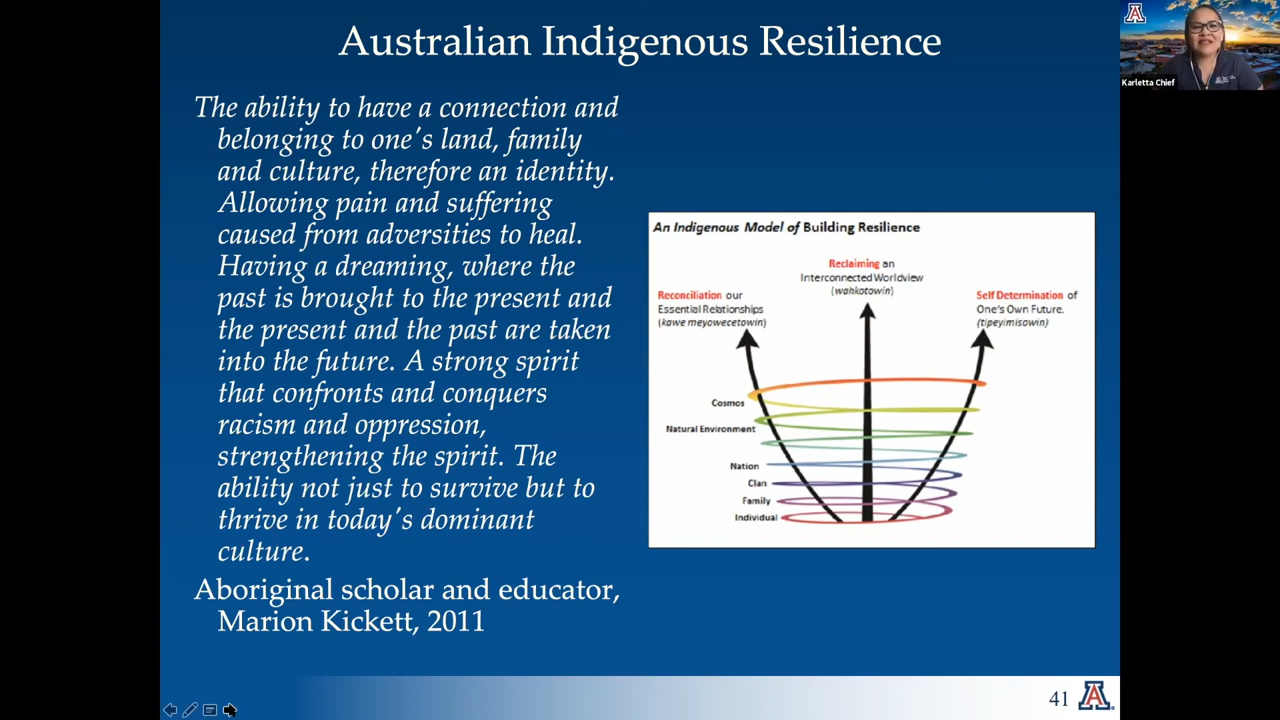 Australian Indigenous Resilience
The ability to have a connection and
belonging to one's land, family
and culture, therefore an identity.
Allowing pain and suffering
caused from adversities to heal.
Having a dreaming, where the
past is brought to the present and
the present and the past are taken
into the future. A strong spirit
that confronts and conquers
racism and oppression,
strengthening the spirit. The
ability not just to survive but to
thrive in today's dominant
culture.
Aboriginal scholar and educator,
Marion Kickett, 2011
An Indigenous Model of Building Resilience
Reclaiming an
Interconnected Worldview
(wahkotowin)
Reconciliation our
Essential Relationships
(kawe meyowecetowin)
Self Determination of
One's Own Future.
(tipeyimisowin)
Cosmos
Natural Environment
Nation
Clan
Family
Individual
41
A
A
Karletta Chief